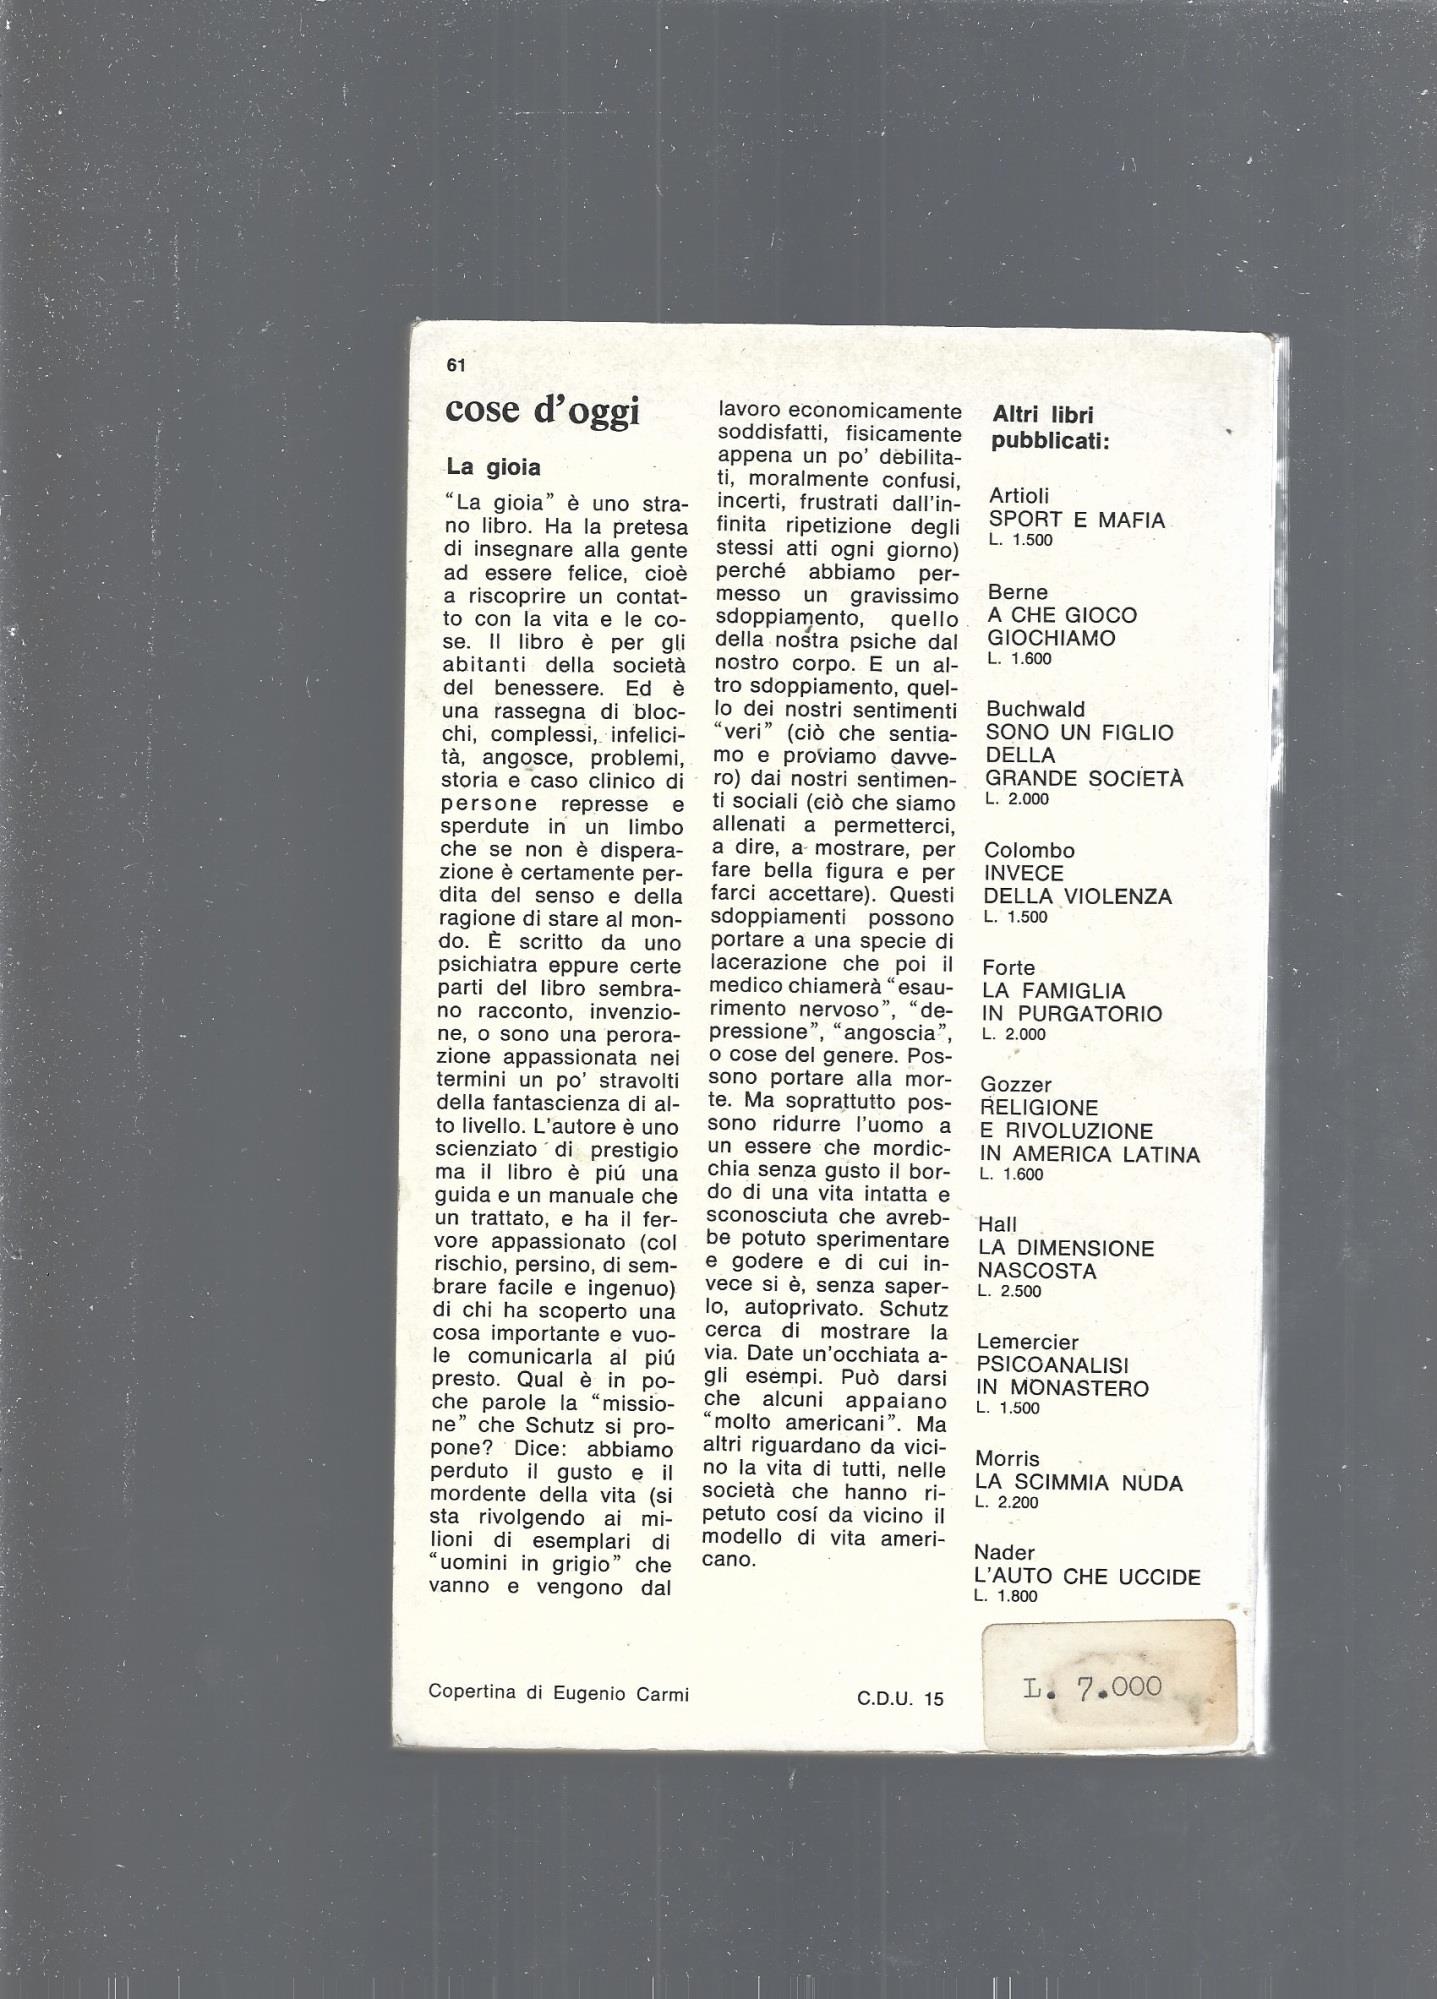 61
cose d'oggi
La gioia
"La gioia" è uno stra-
no libro. Ha la pretesa
di insegnare alla gente
ad essere felice, cioè
a riscoprire un contat-
to con la vita e le co-
se. Il libro è per gli
abitanti della società
del benessere. Ed è
una rassegna di bloc-
chi, complessi, infelici-
tà, angosce, problemi,
storia e caso clinico di
persone represse e
sperdute in un limbo
che se non è dispera-
zione è certamente per-
dita del senso e della
ragione di stare al mon-
do. È scritto da uno
psichiatra eppure certe
parti del libro sembra-
no racconto, invenzio-
ne, o sono una perora-
zione appassionata nei
termini un po' stravolti
della fantascienza di al-
to livello. L'autore è uno
scienziato di prestigio
ma il libro è piú una
guida e un manuale che
un trattato, e ha il fer-
vore appassionato (col
rischio, persino, di sem-
brare facile e ingenuo)
di chi ha scoperto una
cosa importante e vuo-
le comunicarla al piú
presto. Qual è in po-
che parole la "missio-
ne" che Schutz si pro-
pone? Dice: abbiamo
perduto il gusto e il
mordente della vita (si
sta rivolgendo ai mi-
lioni di esemplari di
"uomini in grigio" che
vanno e vengono dal
lavoro economicamente
soddisfatti, fisicamente
appena un po' debilita-
ti, moralmente confusi,
incerti, frustrati dall'in-
finita ripetizione degli
stessi atti ogni giorno)
perché abbiamo per-
messo un gravissimo
sdoppiamento, quello
della nostra psiche dal
nostro corpo. E un al-
tro sdoppiamento, quel-
lo dei nostri sentimenti
"veri" (ciò che sentia-
mo e proviamo davve-
ro) dai nostri sentimen-
ti sociali (ciò che siamo
allenati a permetterci,
a dire, a mostrare, per
fare bella figura e per
farci accettare). Questi
sdoppiamenti possono
portare a una specie di
lacerazione che poi il
medico chiamerà "esau-
rimento nervoso", "de-
pressione", "angoscia",
o cose del genere. Pos-
sono portare alla mor-
te. Ma soprattutto pos-
sono ridurre l'uomo a
un essere che mordic-
chia senza gusto il bor-
do di una vita intatta e
sconosciuta che avreb-
be potuto sperimentare
e godere e di cui in-
vece si è, senza saper-
lo, autoprivato. Schutz
cerca di mostrare la
via. Date un'occhiata a-
gli esempi. Può darsi
che alcuni appaiano
"molto americani". Ma
altri riguardano da vici-
no la vita di tutti, nelle
società che hanno ri-
petuto cosí da vicino il
modello di vita ameri-
cano.
Altri libri
pubblicati:
Artioli
SPORT E MAFIA
L. 1.500
Berne
A CHE GIOCO
GIOCHIAMO
L. 1.600
Buchwald
SONO UN FIGLIO
DELLA
GRANDE SOCIETÀ
L. 2.000
Colombo
INVECE
DELLA VIOLENZA
L. 1.500
Forte
LA FAMIGLIA
IN PURGATORIO
L. 2.000
Gozzer
RELIGIONE
E RIVOLUZIONE
IN AMERICA LATINA
L. 1.600
Hall
LA DIMENSIONE
NASCOSTA
L. 2.500
Lemercier
PSICOANALISI
IN MONASTERO
L. 1.500
Morris
LA SCIMMIA NUDA
L. 2.200
Nader
L'AUTO CHE UCCIDE
L. 1.800
Copertina di Eugenio Carmi
C.D.U. 15
L. 7.000